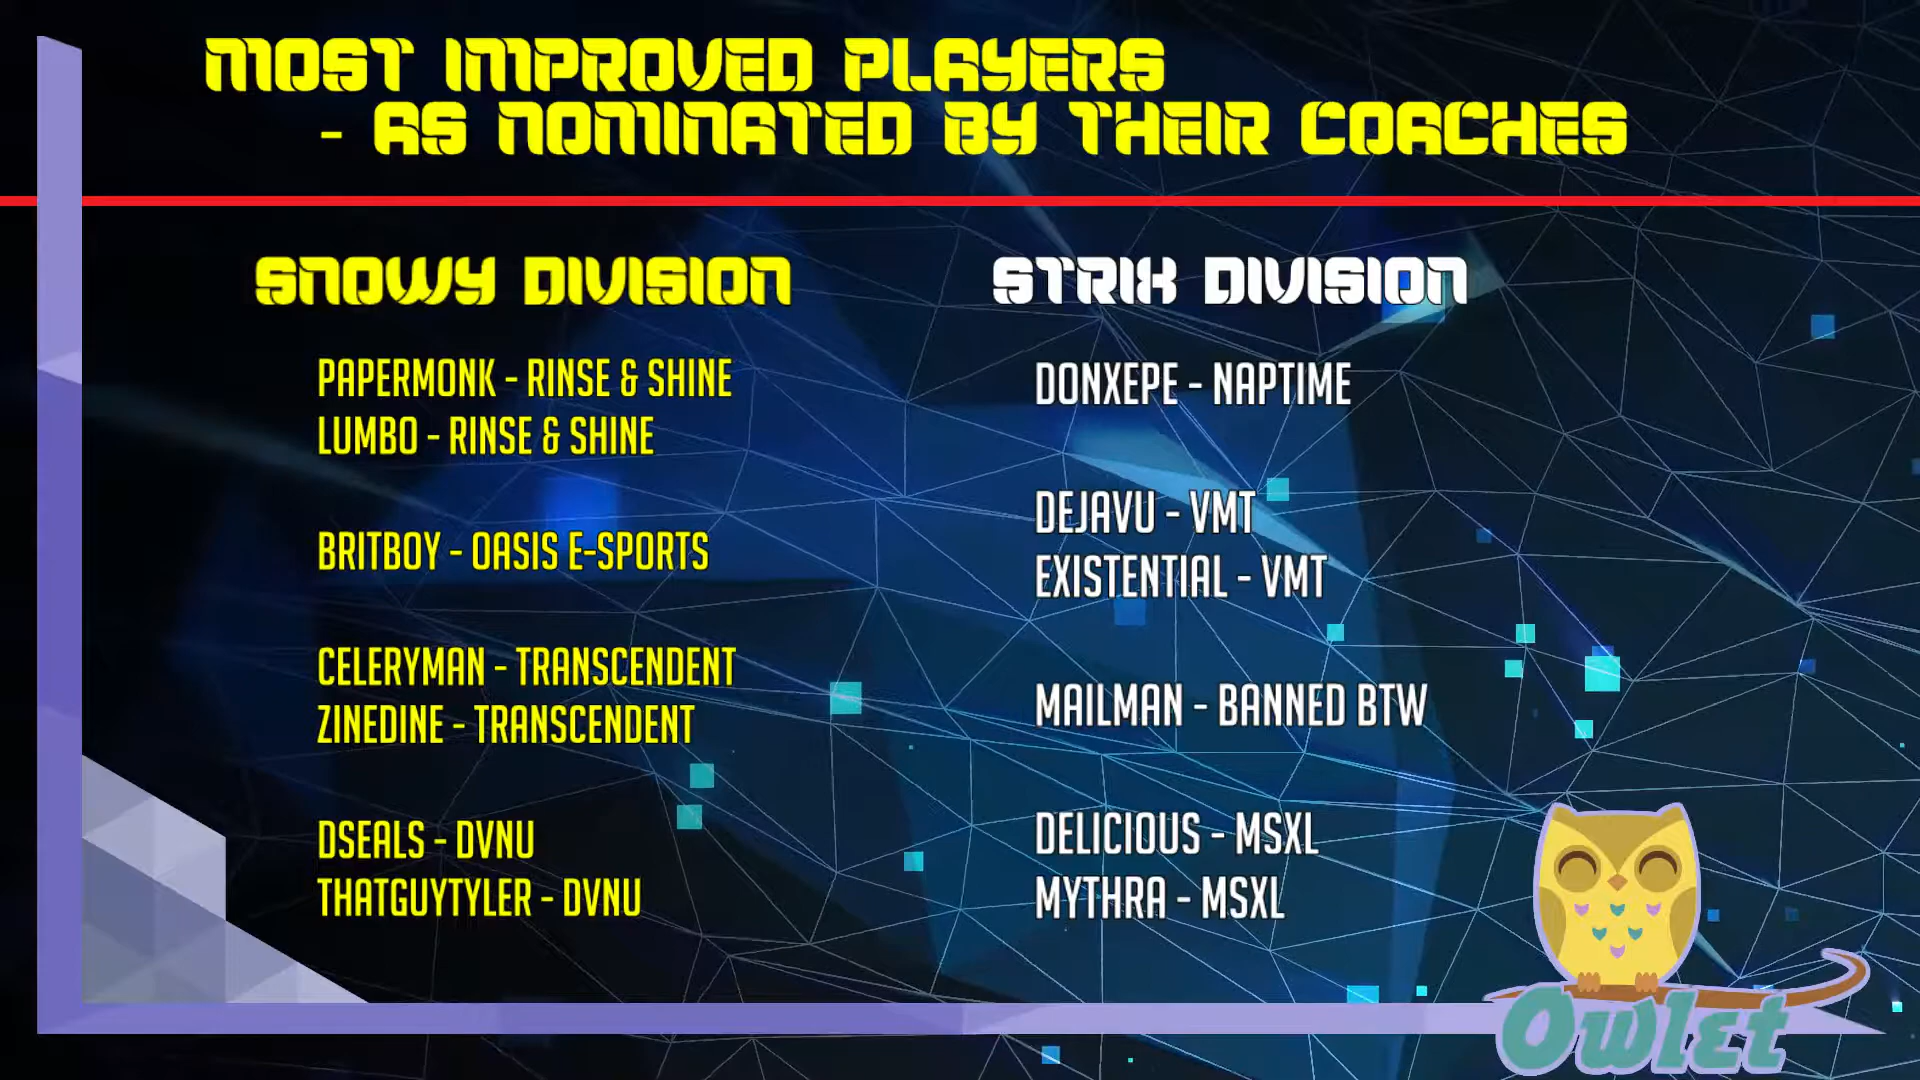 MOST IMPROVED PLAYERS
- AS NOMINATED BY THEIR COACHES
SNOWY DIVISION
PAPERMONK - RINSE & SHINE
LUMBO - RINSE & SHINE
BRITBOY - OASIS E-SPORTS
CELERYMAN - TRANSCENDENT
ZINEDINE - TRANSCENDENT
DSEALS - DVNU
THATGUYTYLER - DVNU
STRIX DIVISION
DONXEPE - NAPTIME
DEJAVU - VMT
EXISTENTIAL - VMT
MAILMAN - BANNED BTW
DELICIOUS - MSXL
MYTHRA - MSXL
Owlet